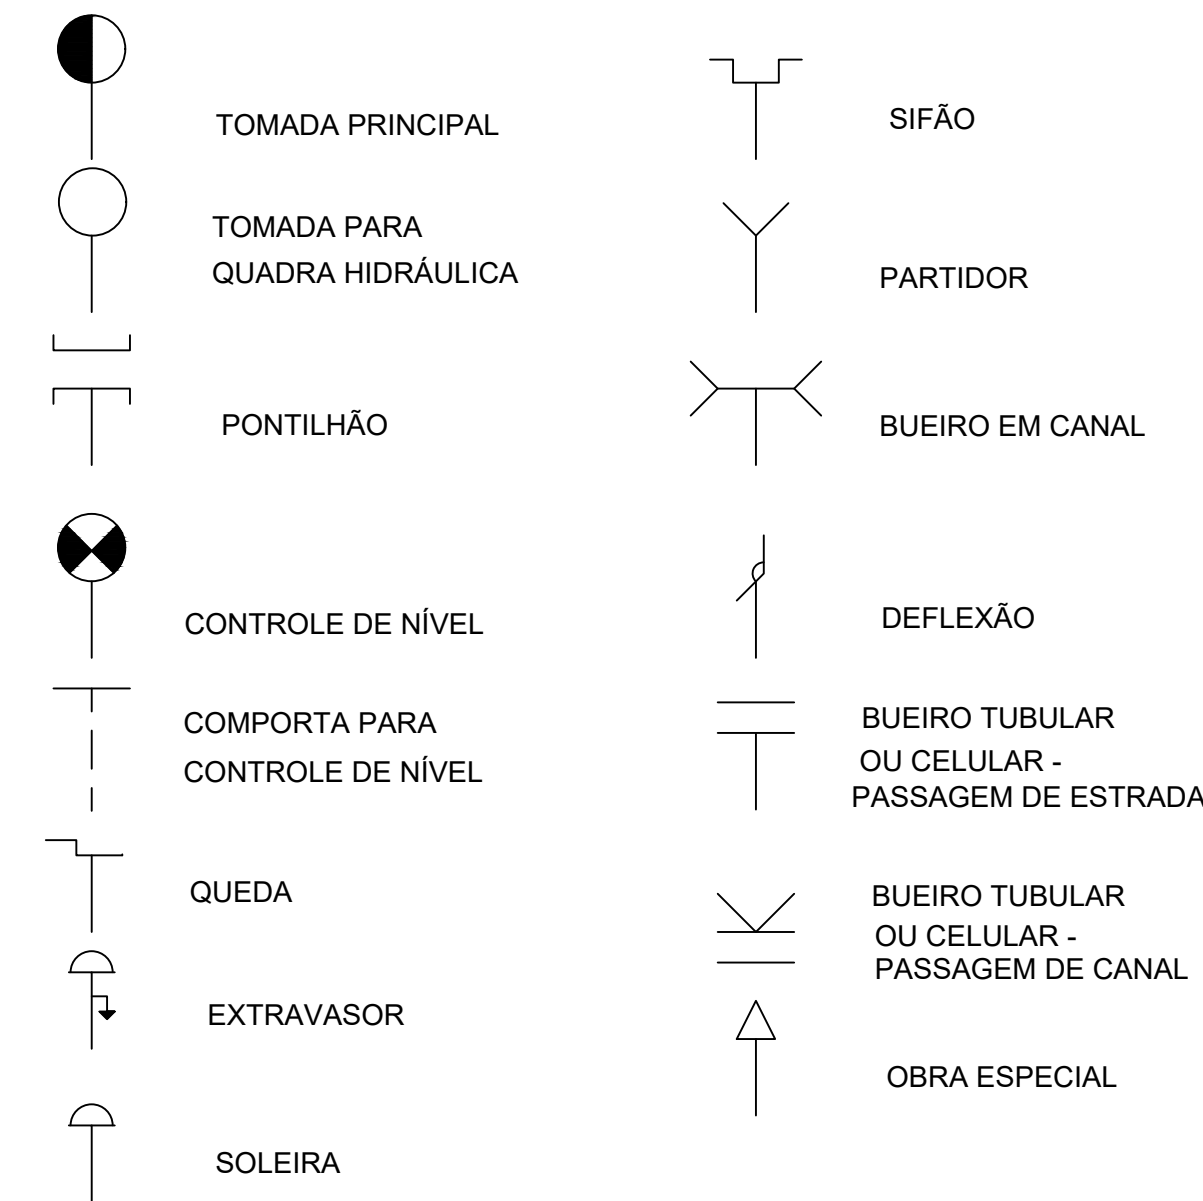 TOMADA PRINCIPAL
TOMADA PARA
QUADRA HIDRÁULICA
PONTILHÃO
CONTROLE DE NÍVEL
COMPORTA PARA
CONTROLE DE NÍVEL
QUEDA
EXTRAVASOR
SOLEIRA
SIFÃO
PARTIDOR
BUEIRO EM CANAL
DEFLEXÃO
BUEIRO TUBULAR
OU CELULAR -
PASSAGEM DE ESTRADA
BUEIRO TUBULAR
OU CELULAR -
PASSAGEM DE CANAL
OBRA ESPECIAL